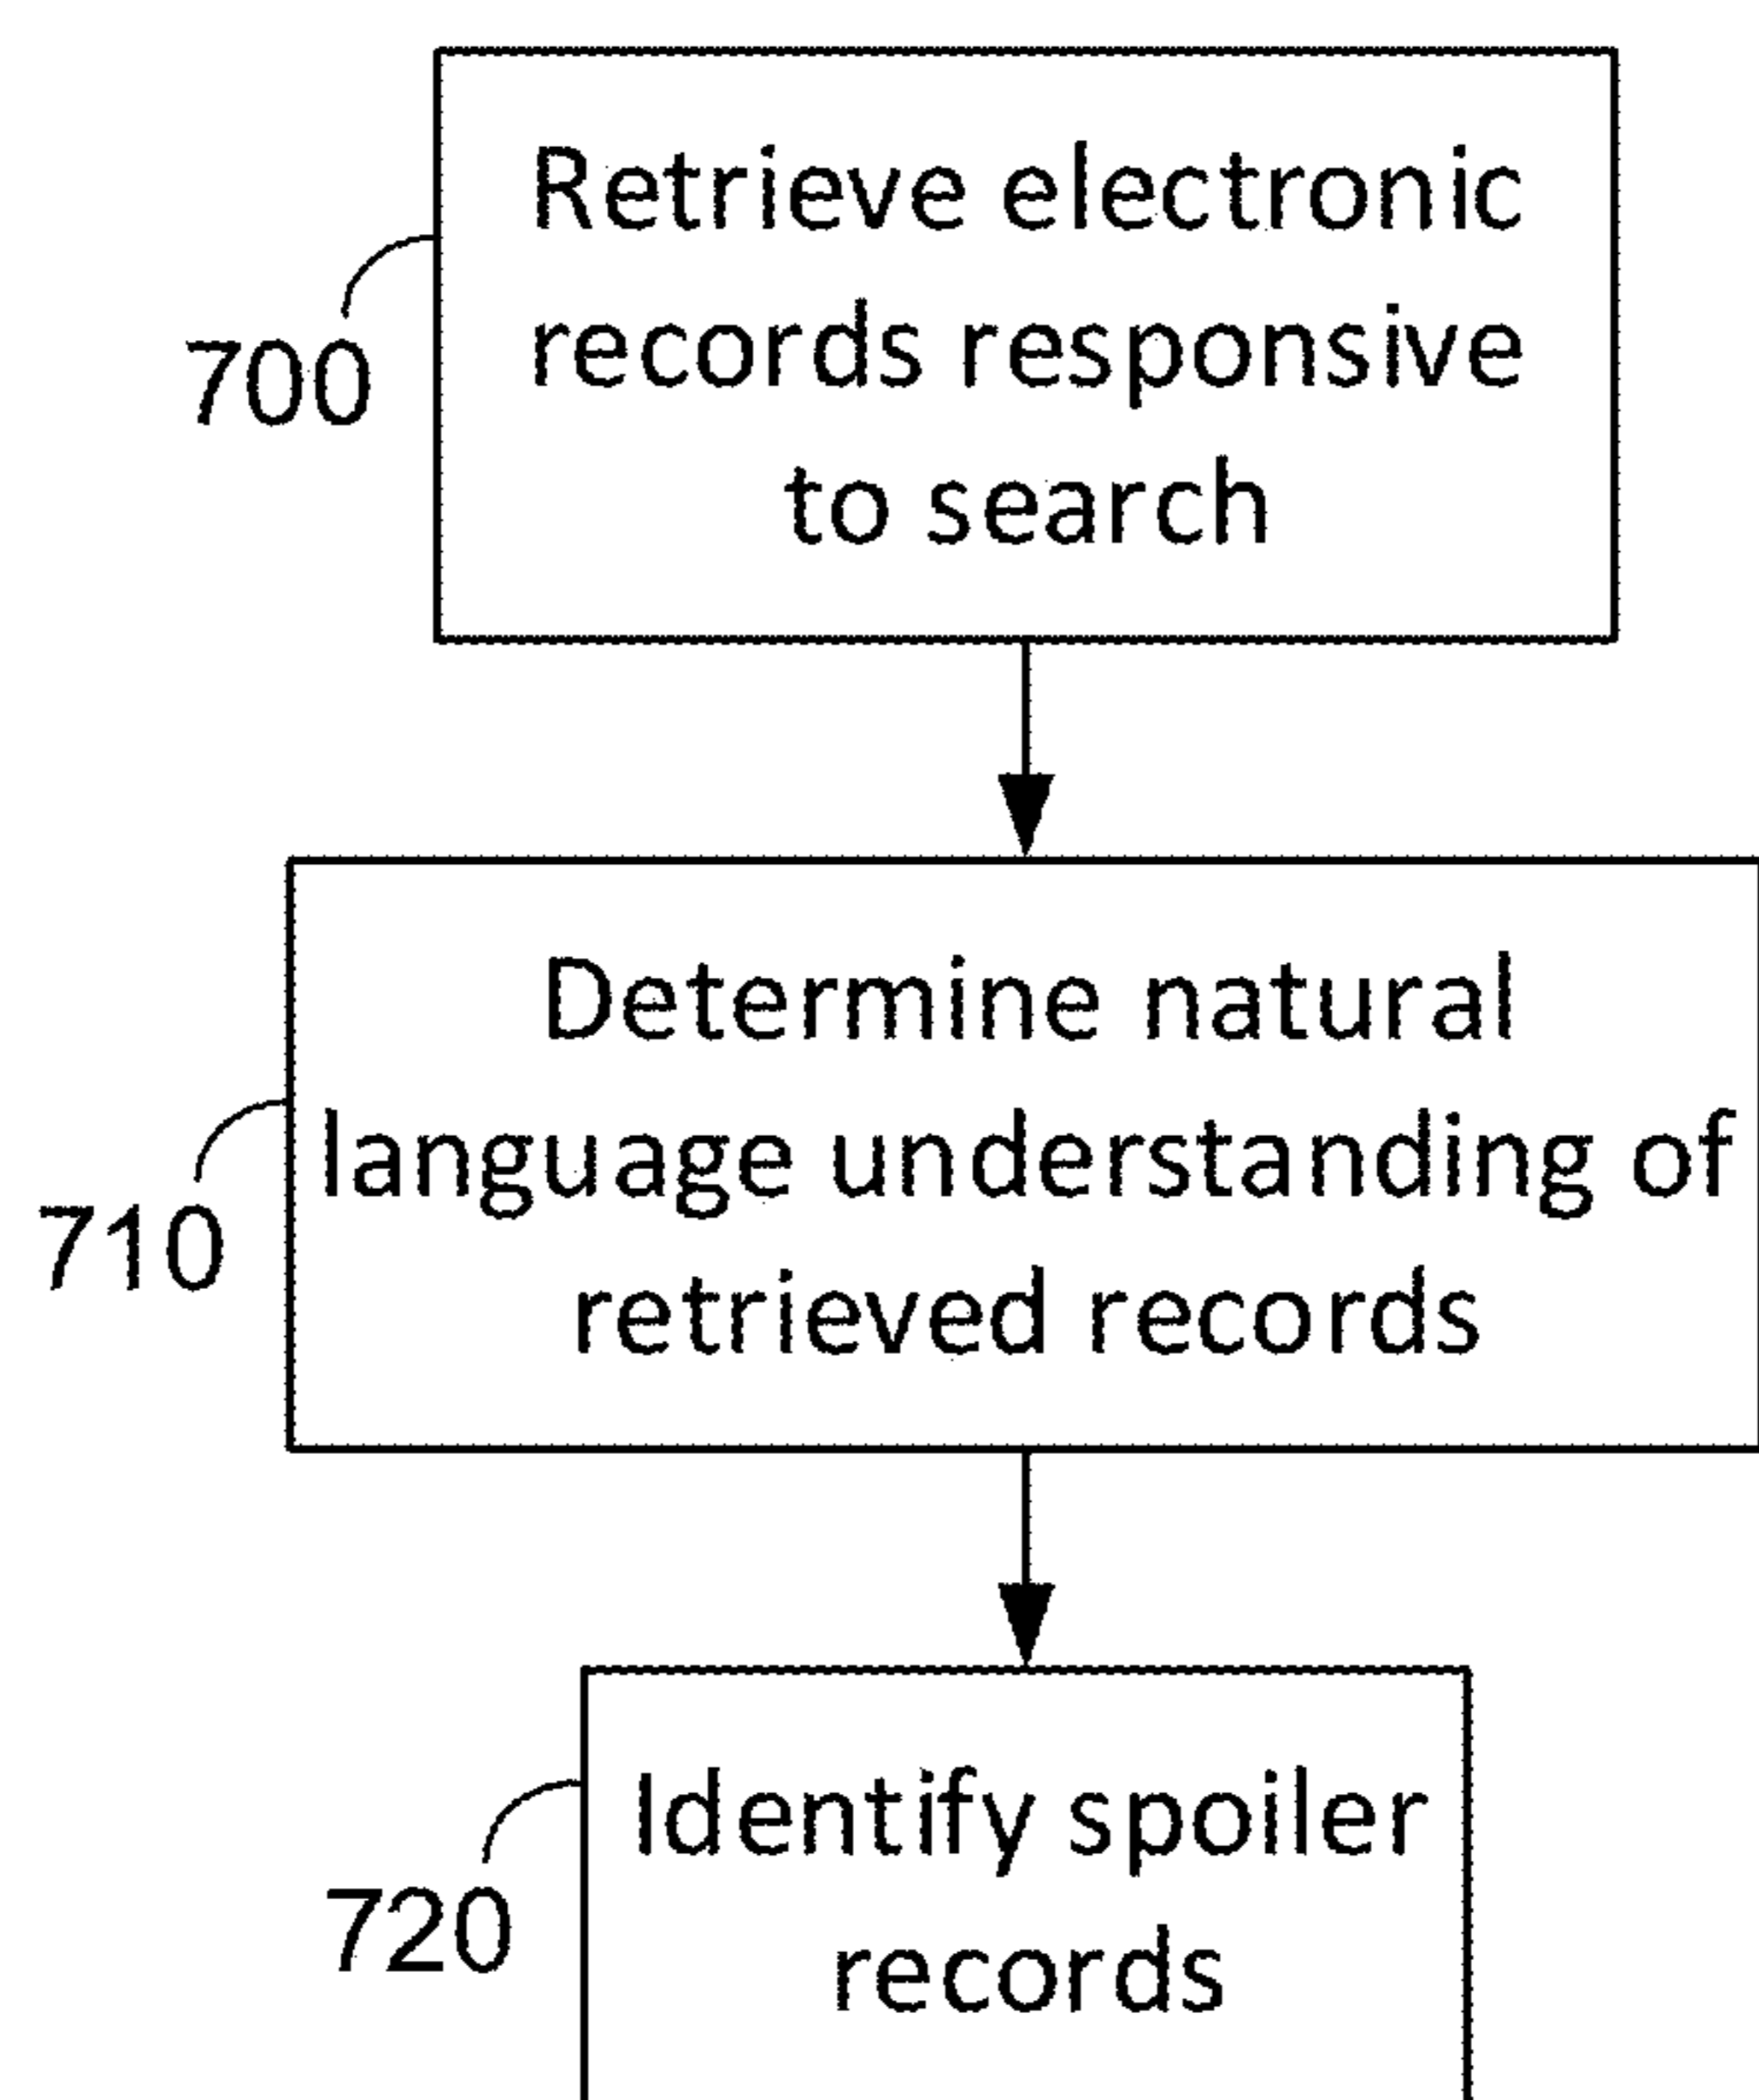 Retrieve electronic
records responsive
to search
700
Determine natural
language understanding of
retrieved records
710
Identify spoiler
records
720